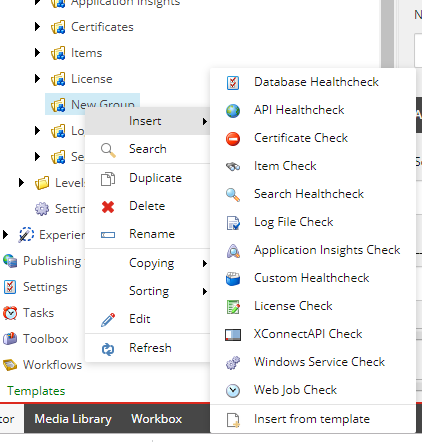 Application Insights
Certificates
Items
License
New Group
Lo
Se
Levels
Settin
Experien
Publishing
Settings
Tasks
Toolbox
Workflows
Templates
Insert
Search
Duplicate
Delete
Rename
Copying
Sorting
Edit
Refresh
Database Healthcheck
API Healthcheck
Certificate Check
Item Check
Search Healthcheck
Log File Check
Application Insights Check
Custom Healthcheck
License Check
XConnectAPI Check
Windows Service Check
Web Job Check
Insert from template
N
A
S
tor Media Library Workbox